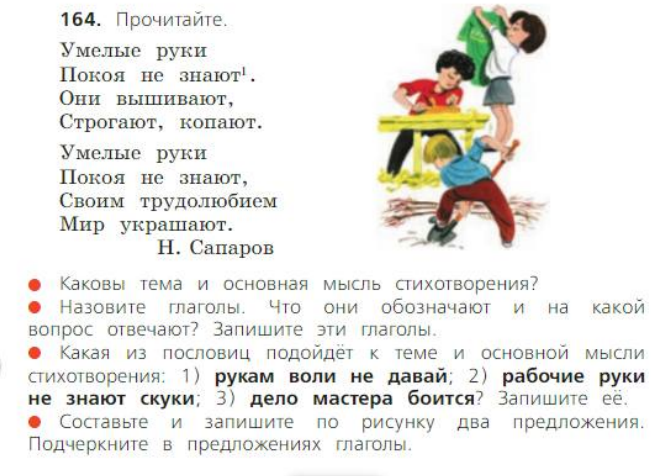 164. Прочитайте.
Умелые руки
Покоя не знают¹.
Они вышивают,
Строгают, копают.
Умелые руки
Покоя не знают,
Своим трудолюбием
Мир украшают.
Н. Сапаров
● Каковы тема и основная мысль стихотворения?
● Назовите глаголы. Что они обозначают и на какой
вопрос отвечают? Запишите эти глаголы.
● Какая из пословиц подойдёт к теме и основной мысли
стихотворения: 1) рукам воли не давай; 2) рабочие руки
не знают скуки; 3) дело мастера боится? Запишите её.
● Составьте и запишите по рисунку два предложения.
Подчеркните в предложениях глаголы.